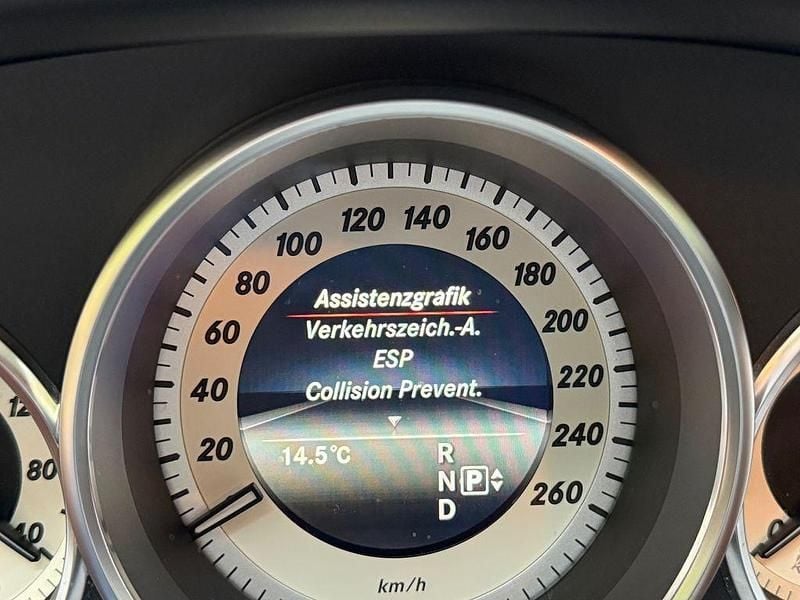 120 140
100 160
80 180
60 200
40 220
20 240
260
Assistenzgrafik
Verkehrszeich.-A.
ESP
Collision Prevent.
14.5°C
R
N P
D
km/h
80